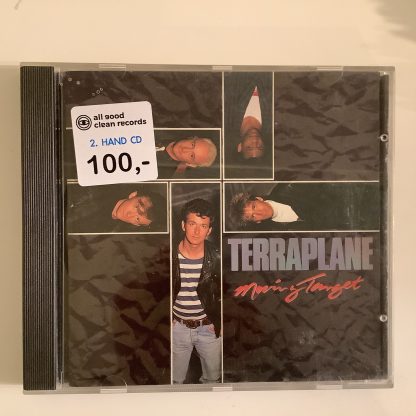 all good
clean records
2. HAND CD
100,-
TERRAPLANE
Moving Target